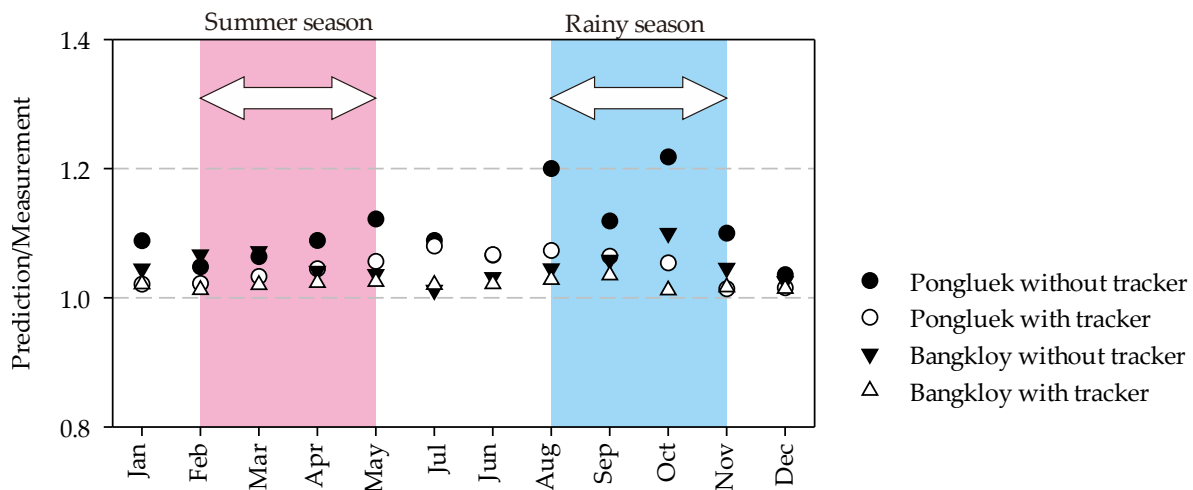 Summer season
Rainy season
1.4
1.2
1.0
0.8
Prediction/Measurement
Jan
Feb
Mar
Apr
May
Jul
Jun
Aug
Sep
Oct
Nov
Dec
Pongluek without tracker
Pongluek with tracker
Bangkloy without tracker
Bangkloy with tracker